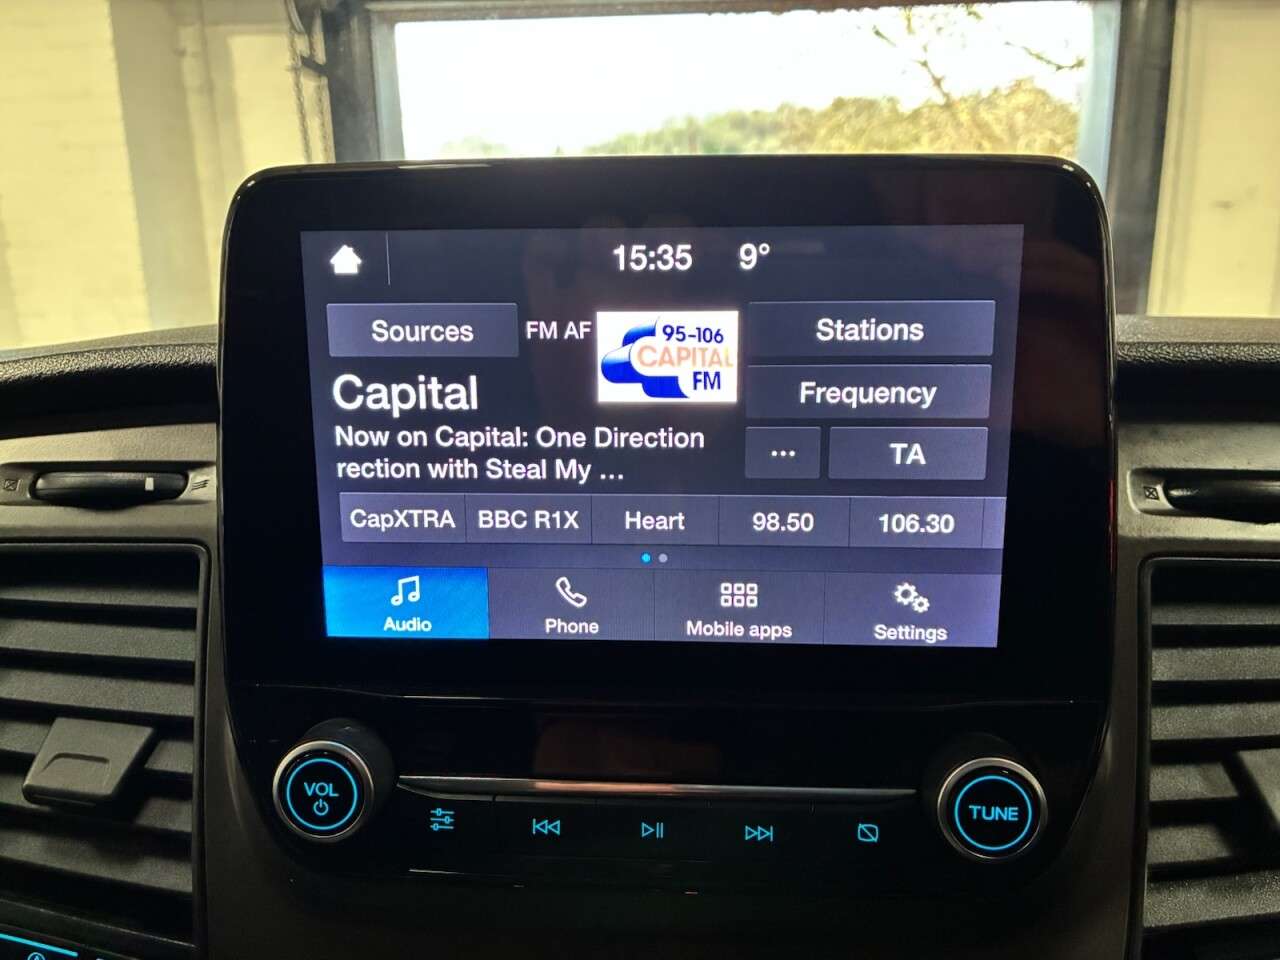 15:35 9°
Sources
FM AF
95-106
CAPITAL
FM
Stations
Capital
Frequency
Now on Capital: One Direction
rection with Steal My ...
... TA
CapXTRA BBC R1X Heart 98.50 106.30
Audio Phone Mobile apps Settings
VOL
TUNE